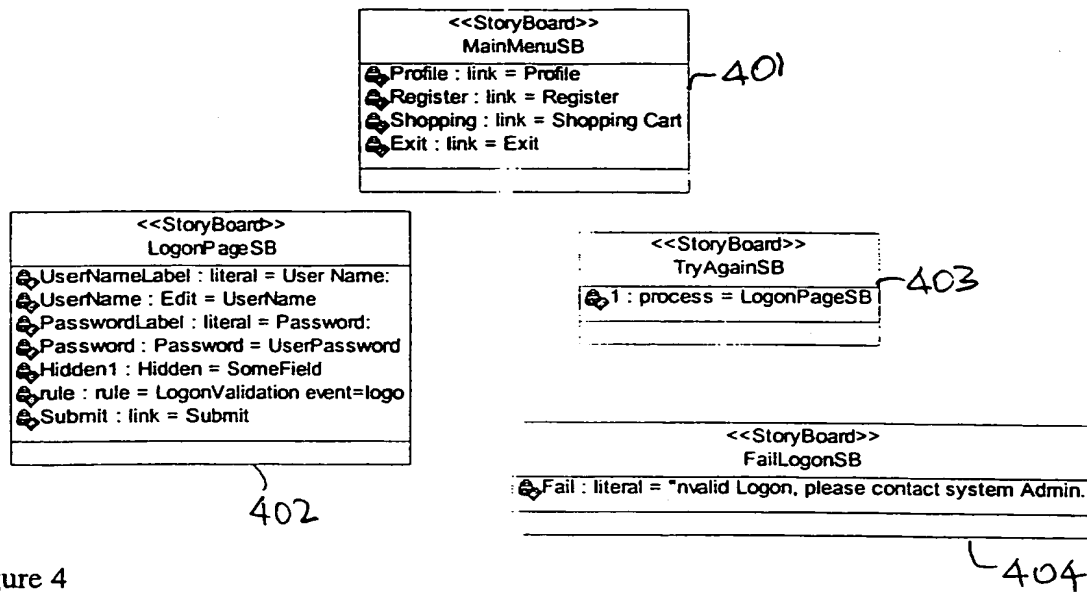 <<StoryBoard>>
MainMenuSB
Profile : link = Profile
Register : link = Register
Shopping : link = Shopping Cart
Exit : link = Exit
401
<<StoryBoard>>
LogonPageSB
UserNameLabel : literal = User Name:
UserName : Edit = UserName
PasswordLabel : literal = Password:
Password : Password = UserPassword
Hidden1 : Hidden = SomeField
rule : rule = LogonValidation event=logo
Submit : link = Submit
402
<<StoryBoard>>
TryAgainSB
1 : process = LogonPageSB
403
<<StoryBoard>>
FailLogonSB
Fail : literal = "nvalid Logon, please contact system Admin.
404
ure 4